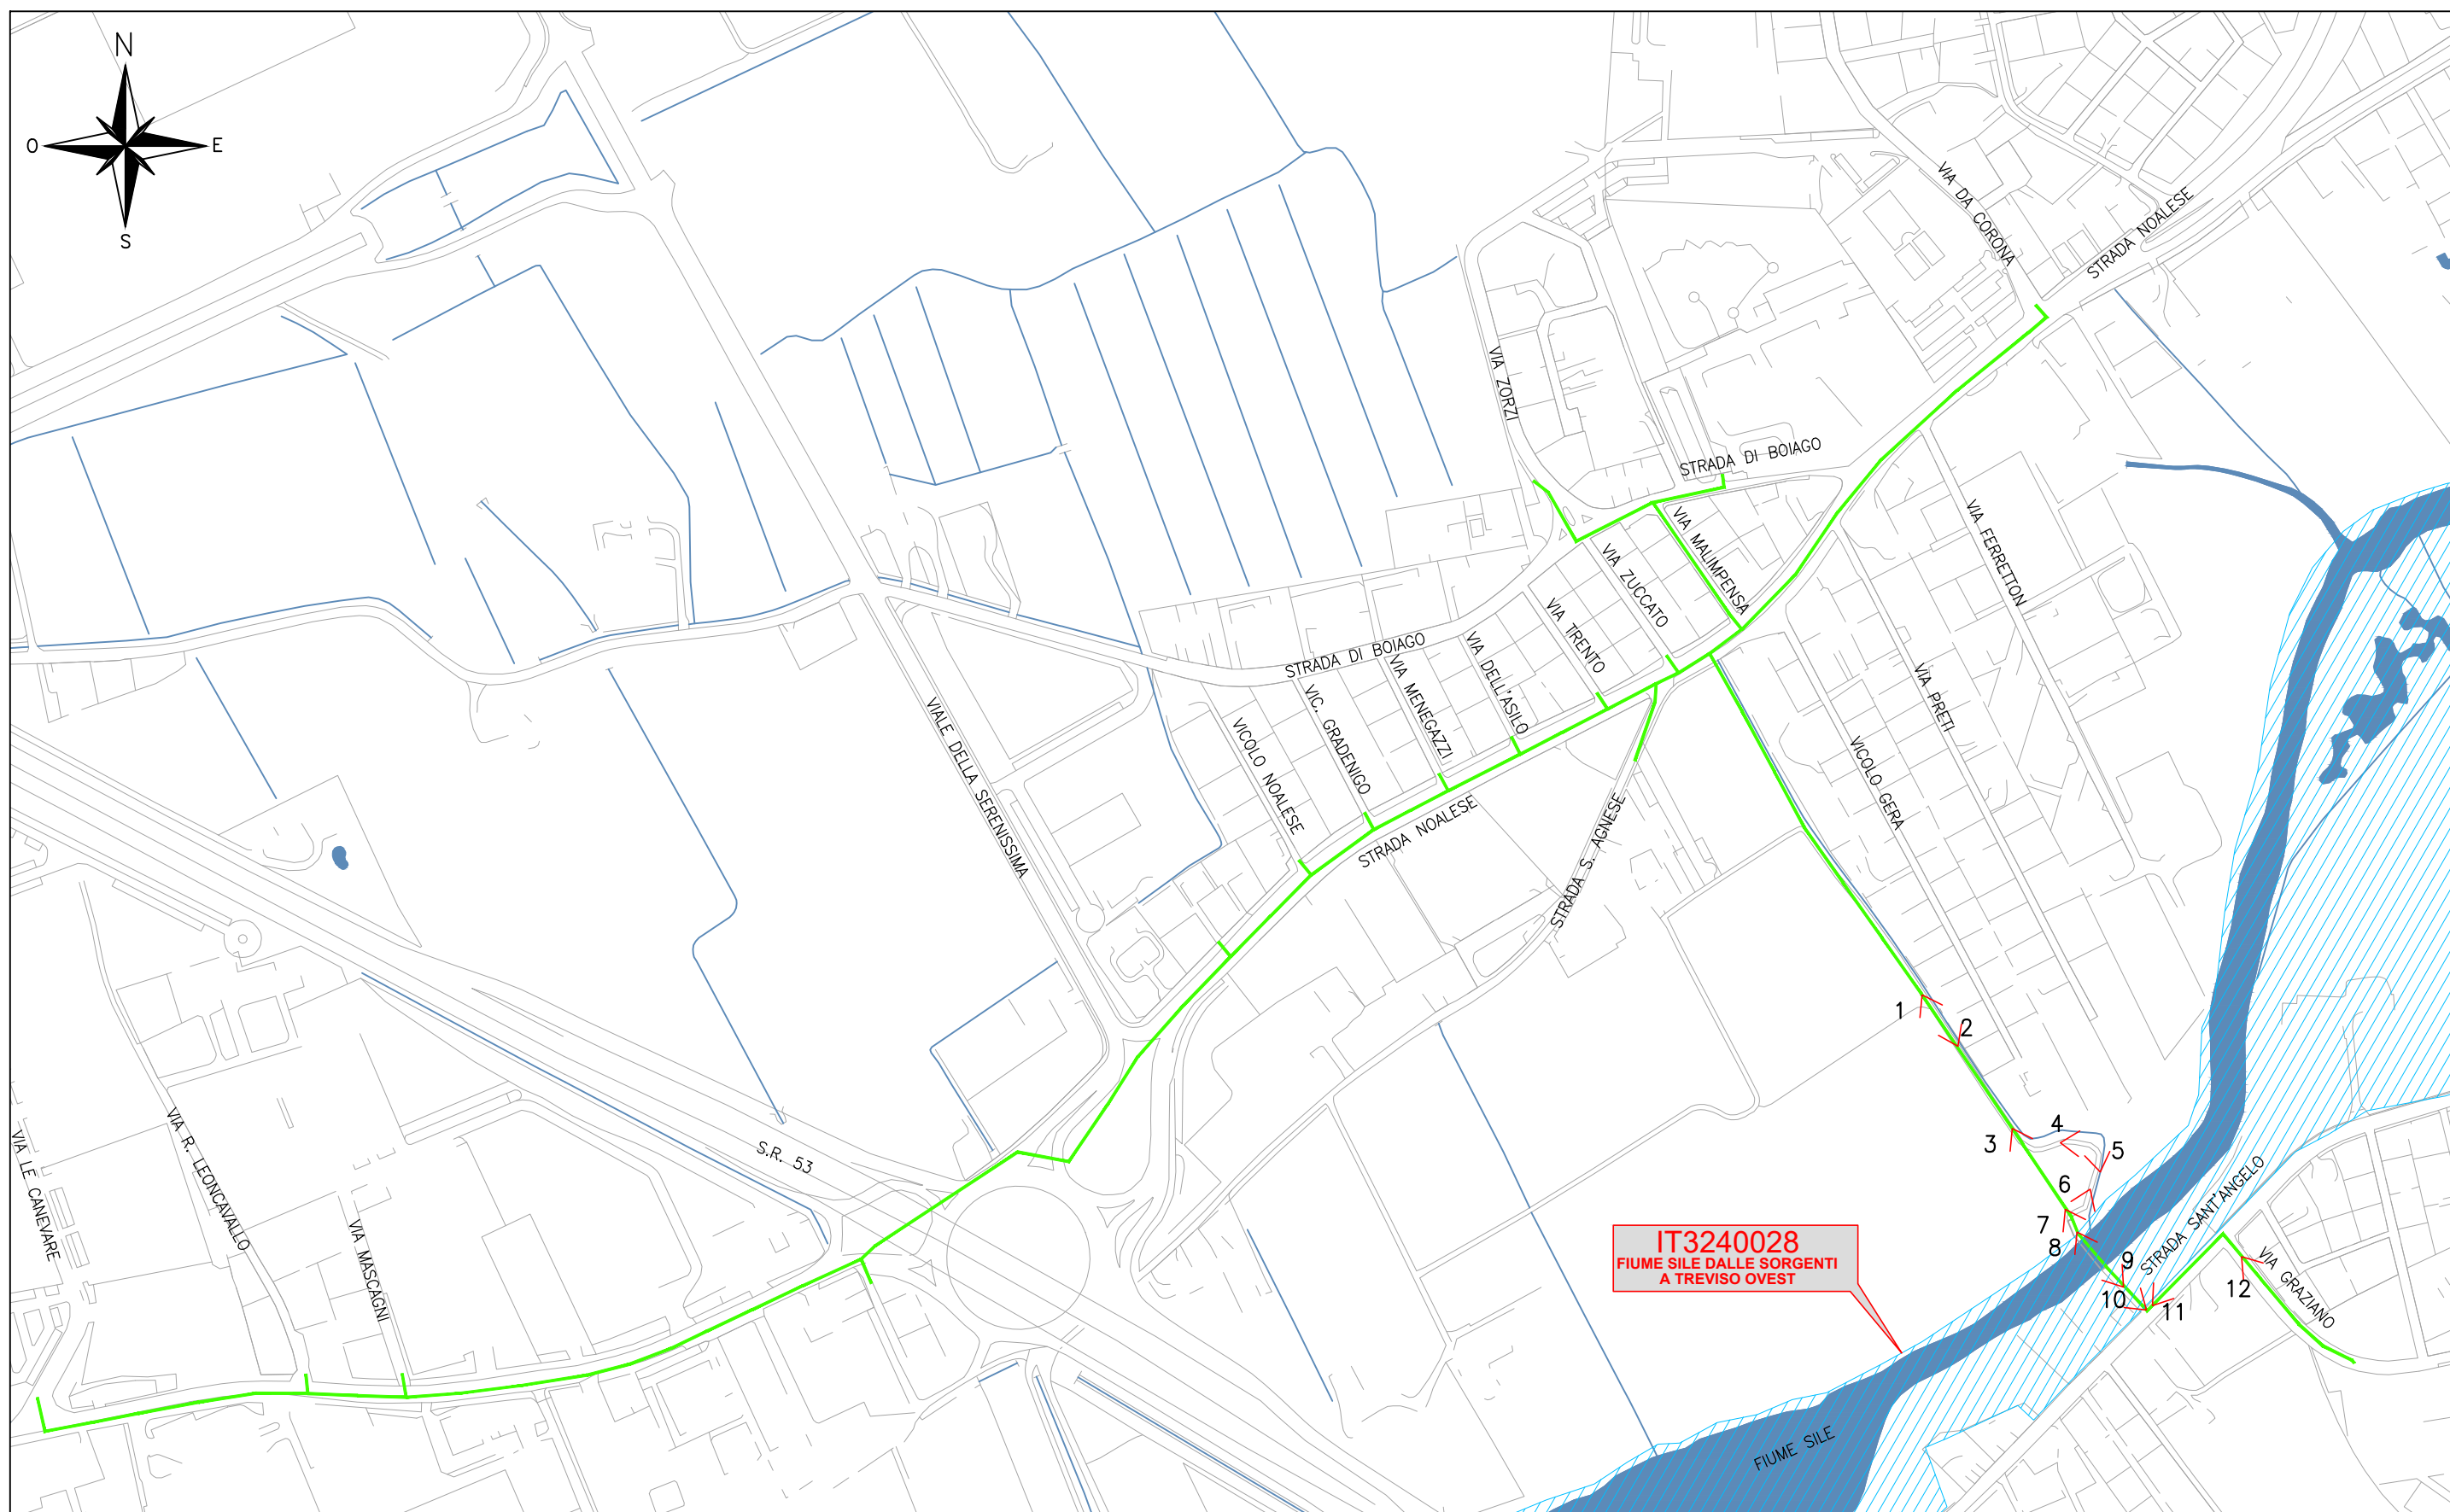 N
O
E
S
VIA DA CORONA
STRADA NOALESE
VIA ZORZI
STRADA DI BOIAGO
VIA MALIMPENSA
VIA FERRETTON
VIA ZUCCATO
VIA TRENTO
STRADA DI BOIAGO
VIA DELL'ASILO
VIA MENEGAZZI
VIC. GRADENIGO
VICOLO NOALESE
VIALE DELLA SERENISSIMA
VIA PRETI
VICOLO GERA
STRADA NOALESE
STRADA S. AGNESE
1
2
3
4
5
6
7
8
9
10
11
12
S.R. 53
VIA LE CANEVARE
VIA R. LEONCAVALLO
VIA MASCAGNI
STRADA SANT'ANGELO
VIA GRAZIANO
IT3240028
FIUME SILE DALLE SORGENTI
A TREVISO OVEST
FIUME SILE